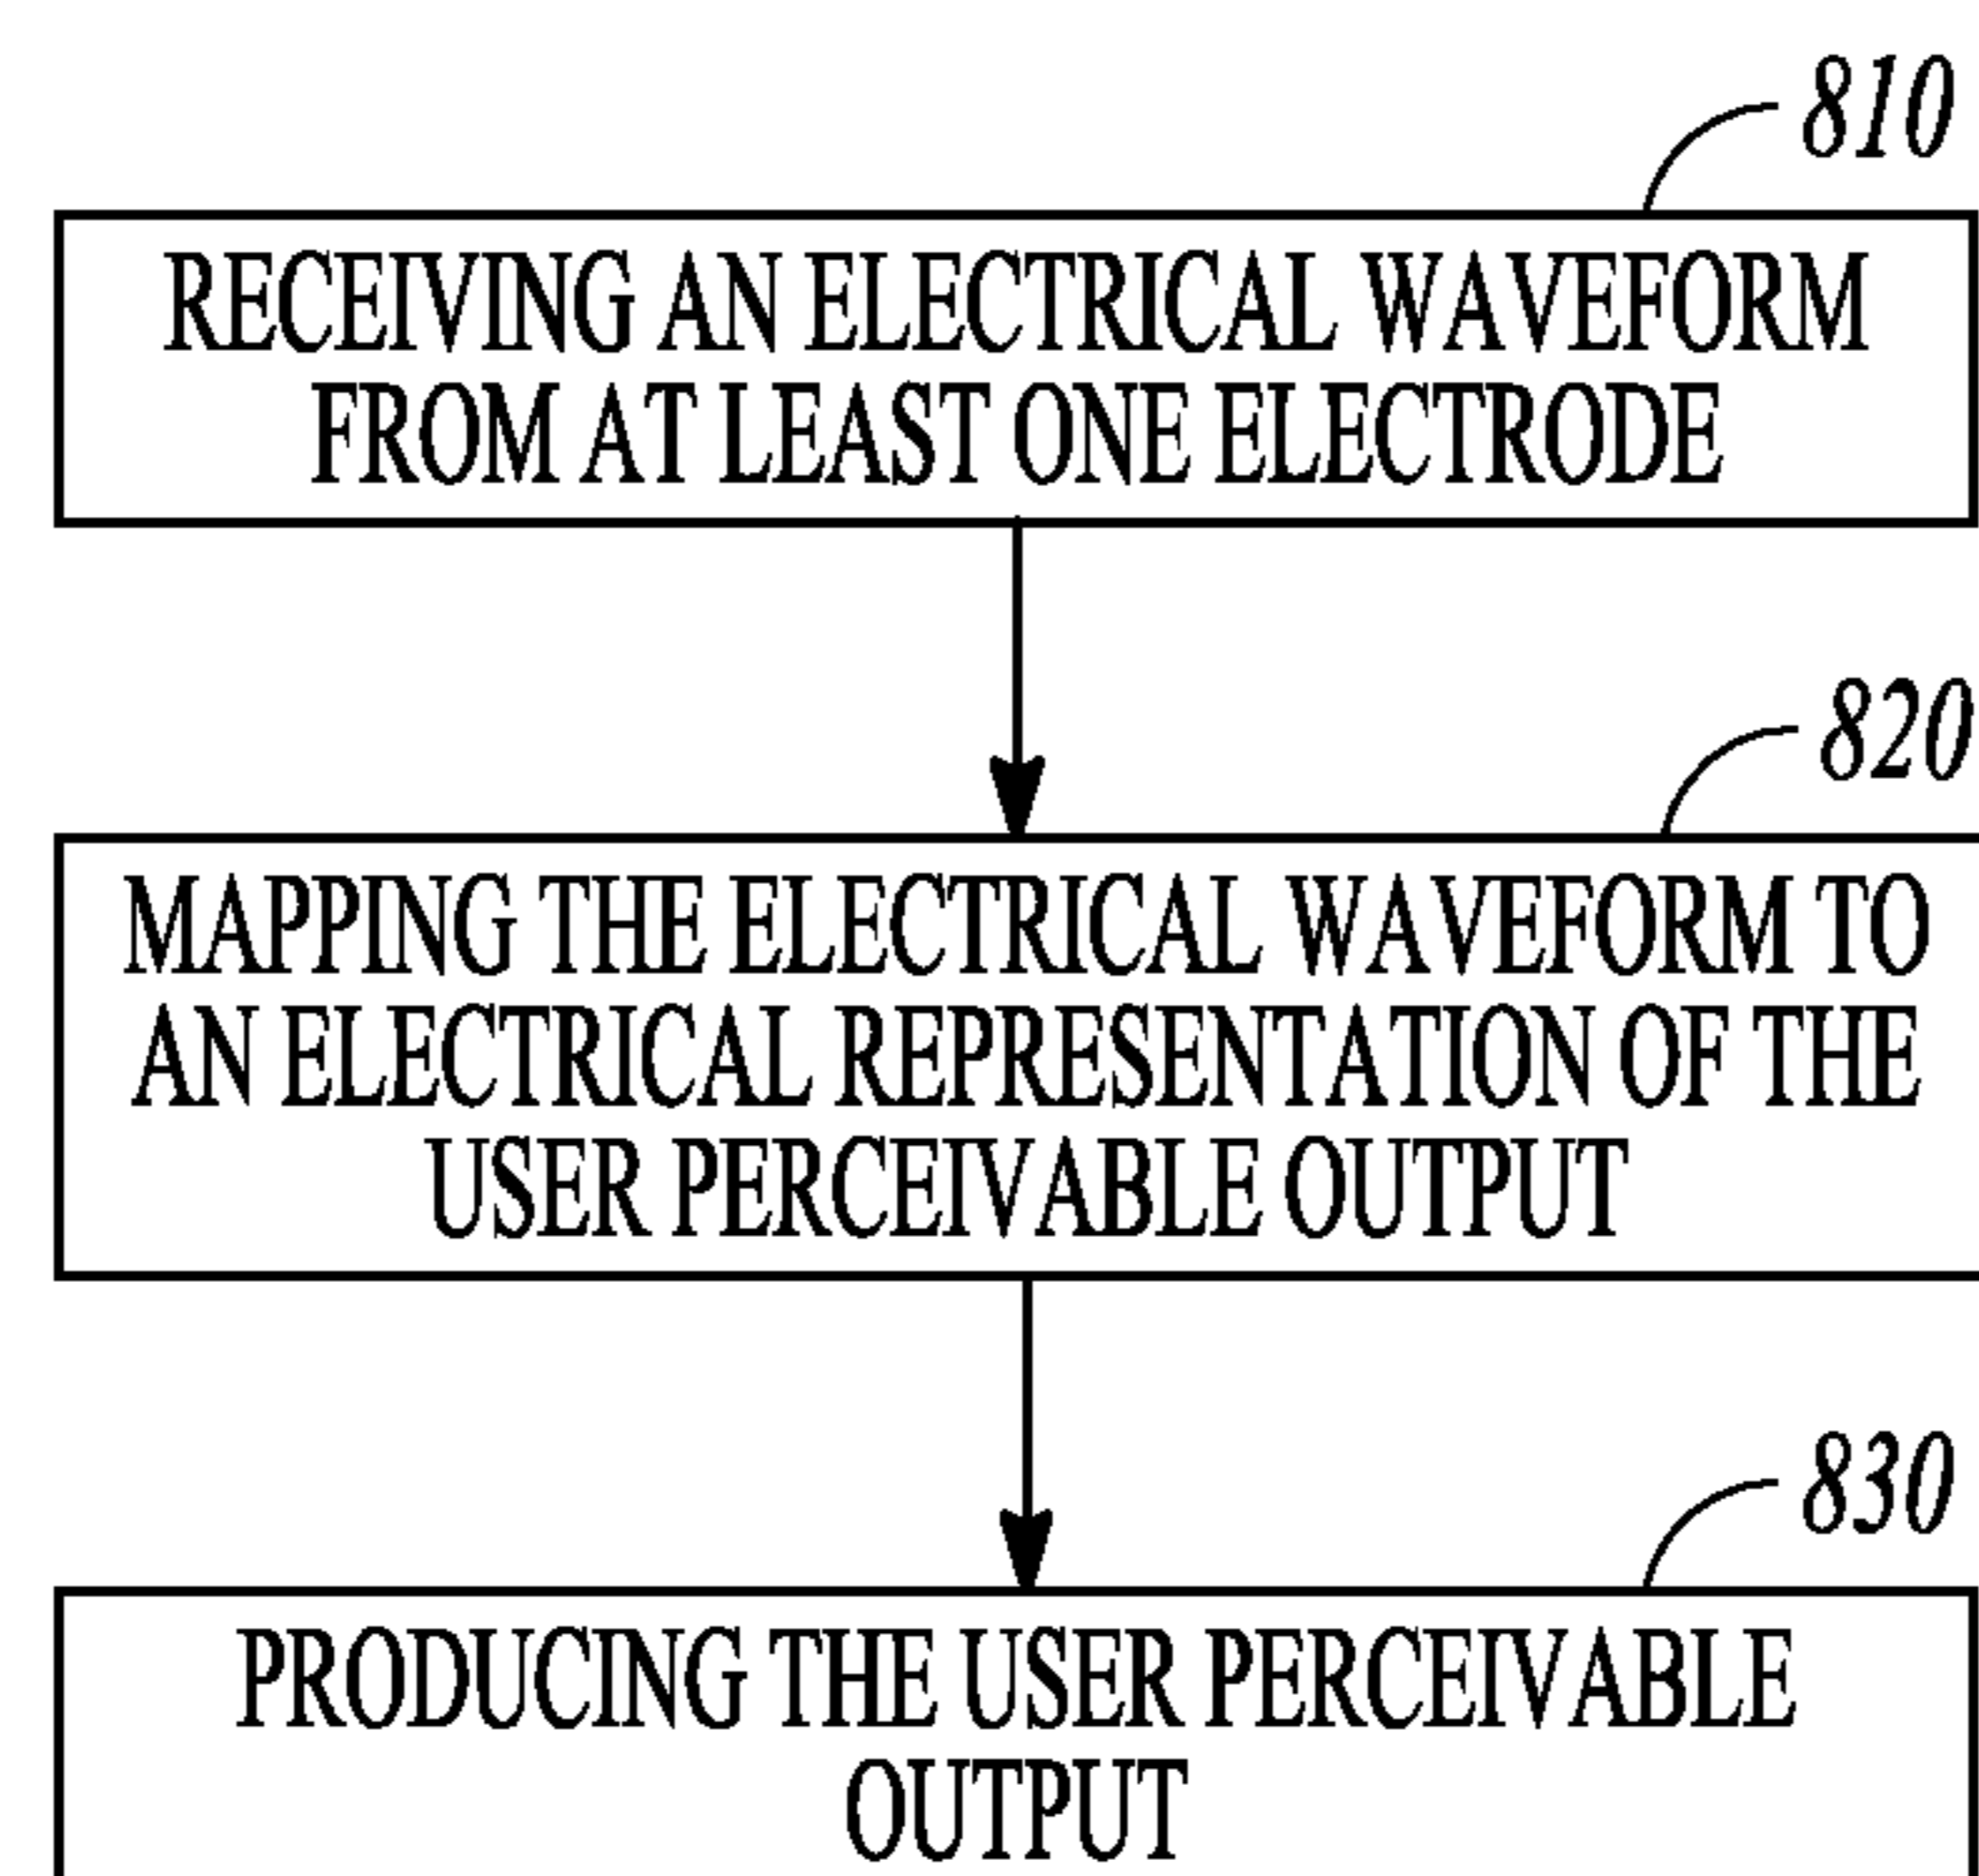 810
RECEIVING AN ELECTRICAL WAVEFORM
FROM AT LEAST ONE ELECTRODE
820
MAPPING THE ELECTRICAL WAVEFORM TO
AN ELECTRICAL REPRESENTATION OF THE
USER PERCEIVABLE OUTPUT
830
PRODUCING THE USER PERCEIVABLE
OUTPUT